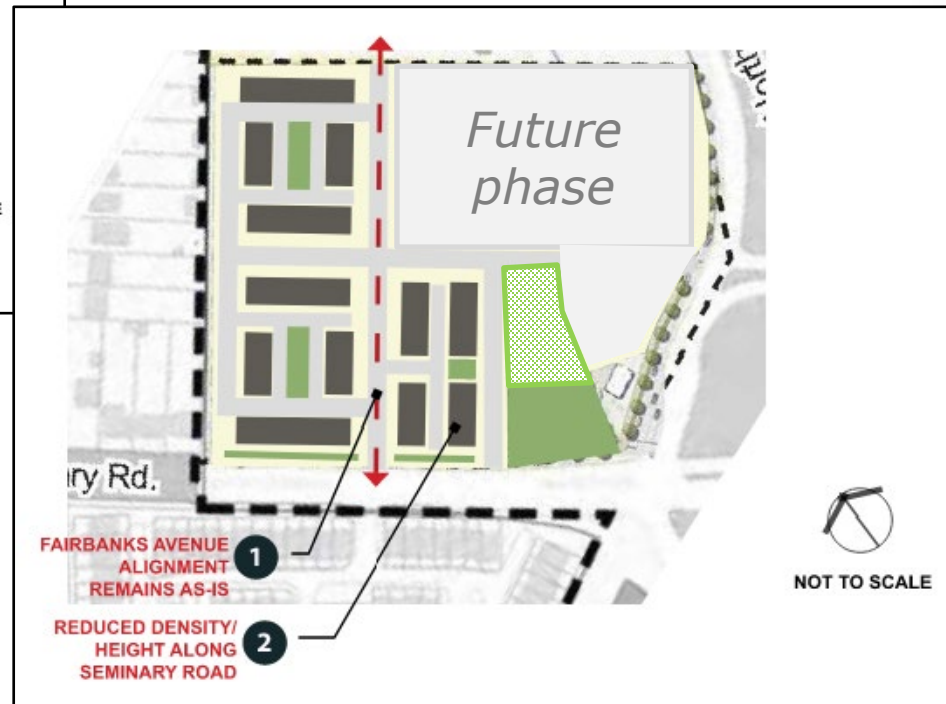 Future
phase
ry Rd.
FAIRBANKS AVENUE
ALIGNMENT
REMAINS AS-IS
1
REDUCED DENSITY/
HEIGHT ALONG
SEMINARY ROAD
2
NOT TO SCALE